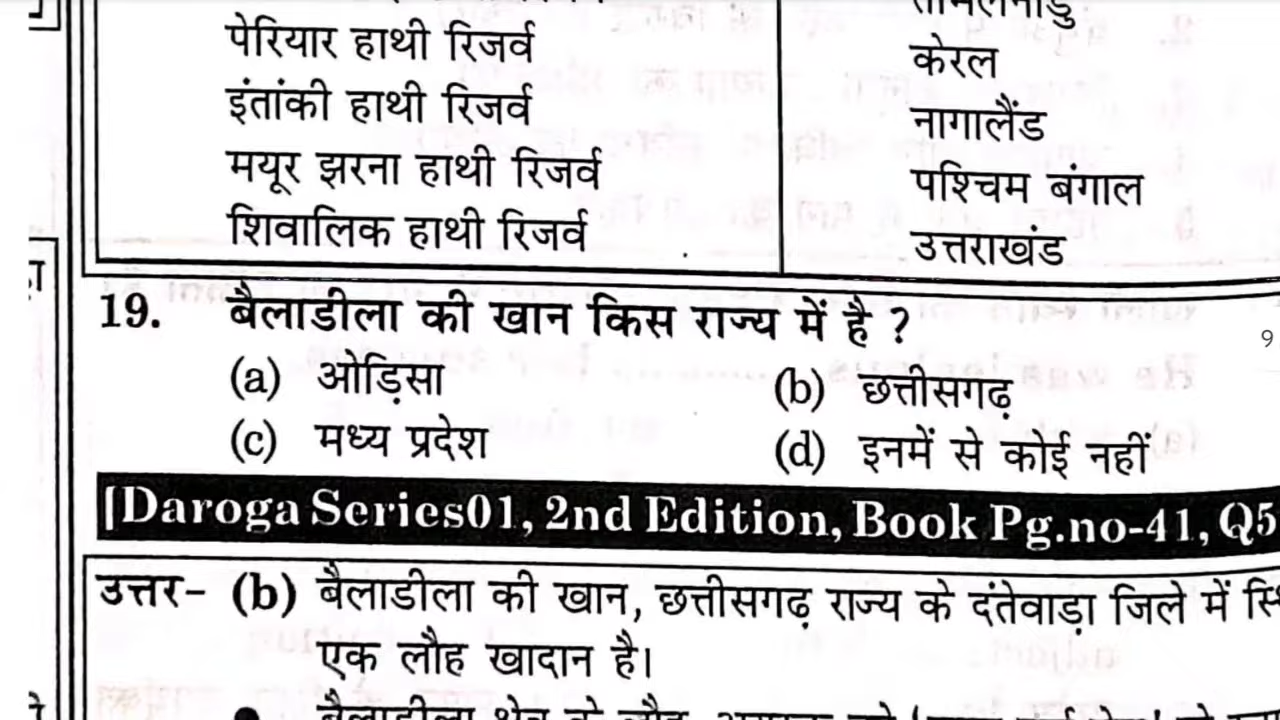 पेरियार हाथी रिजर्व केरल
इंतांकी हाथी रिजर्व नागालैंड
मयूर झरना हाथी रिजर्व पश्चिम बंगाल
शिवालिक हाथी रिजर्व उत्तराखंड
19. बैलाडीला की खान किस राज्य में है ?
9
(a) ओड़िसा (b) छत्तीसगढ़
(c) मध्य प्रदेश (d) इनमें से कोई नहीं
[Daroga Series01, 2nd Edition, Book Pg.no-41, Q5
उत्तर- (b) बैलाडीला की खान, छत्तीसगढ़ राज्य के दंतेवाड़ा जिले में
एक लौह खादान है।